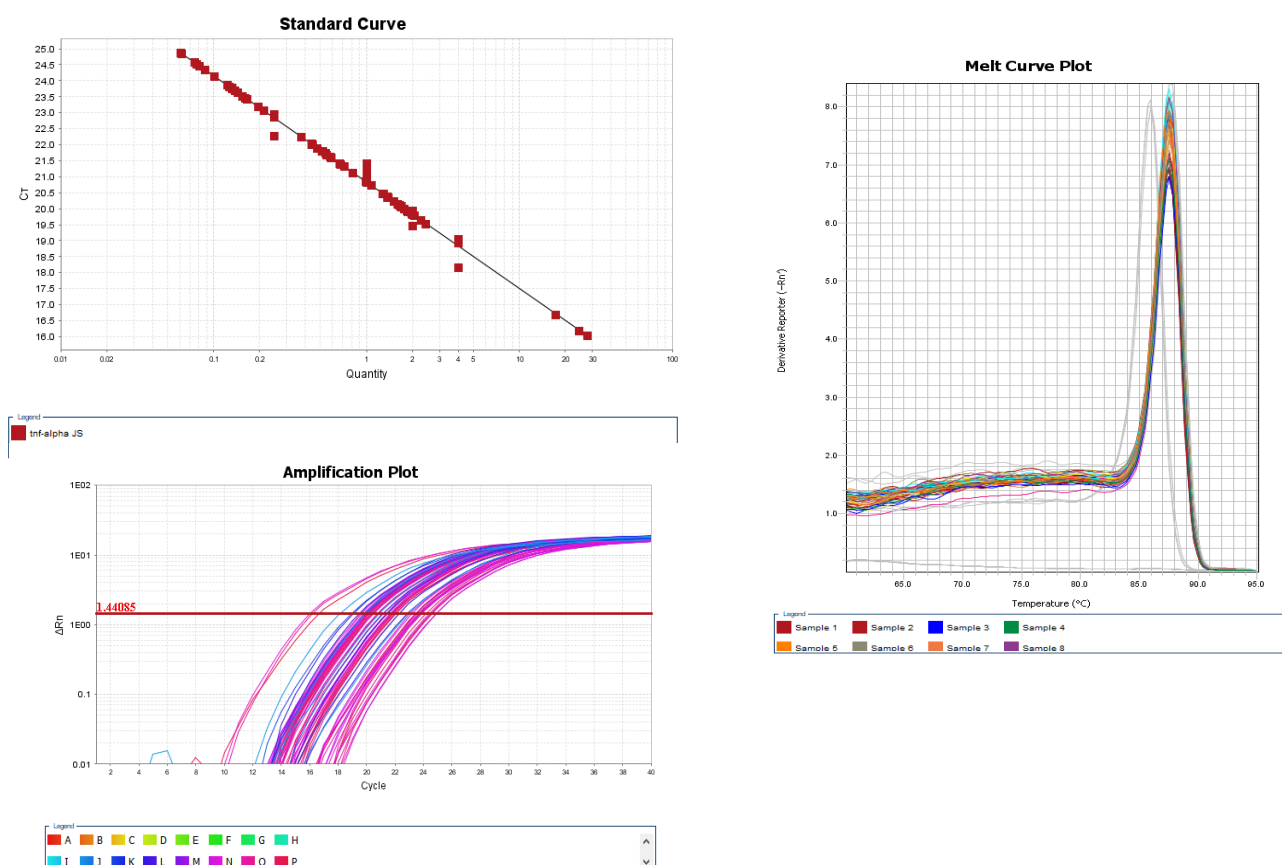 Standard Curve
25.0
24.5
24.0
23.5
23.0
22.5
22.0
21.5
21.0
20.5
20.0
19.5
19.0
18.5
18.0
17.5
17.0
16.5
16.0
CT
0.01 0.02 0.1 0.2 1 2 3 4 5 10 20 30 100
Quantity
Legend
tnf-alpha JS
Amplification Plot
1E02
1E01
1.44085
1E00
0.1
0.01
ΔRn
2 4 6 8 10 12 14 16 18 20 22 24 26 28 30 32 34 36 38 40
Cycle
Legend
A B C D E F G H
I J K L M N O P
Melt Curve Plot
8.0
7.0
6.0
5.0
4.0
3.0
2.0
1.0
Derivative Reporter (-Rn')
65.0 70.0 75.0 80.0 85.0 90.0 95.0
Temperature (°C)
Legend
Sample 1 Sample 2 Sample 3 Sample 4
Sample 5 Sample 6 Sample 7 Sample 8